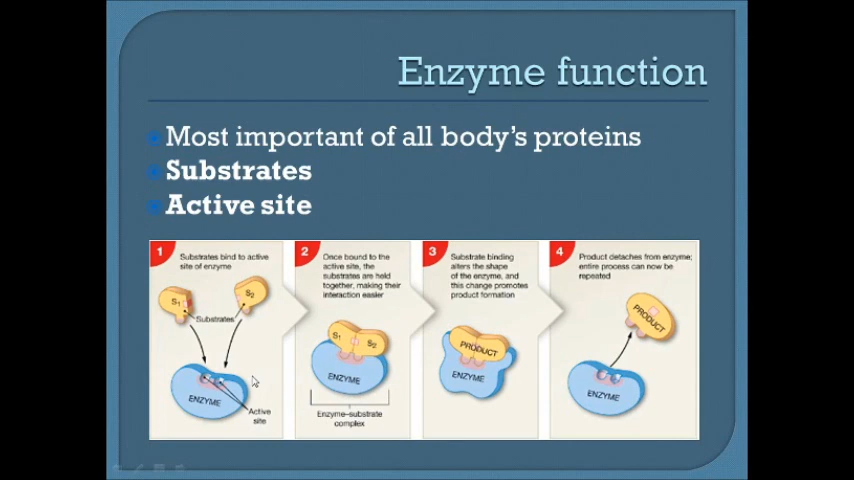 Enzyme function
Most important of all body's proteins
Substrates
Active site
1
Substrates bind to active
site of enzyme
S1
S2
Substrates
ENZYME
Active
site
2
Once bound to the
active site, the
substrates are held
together, making their
interaction easier
S1
S2
ENZYME
Enzyme–substrate
complex
3
Substrate binding
alters the shape
of the enzyme, and
this change promotes
product formation
PRODUCT
ENZYME
4
Product detaches from enzyme;
entire process can now be
repeated
PRODUCT
ENZYME